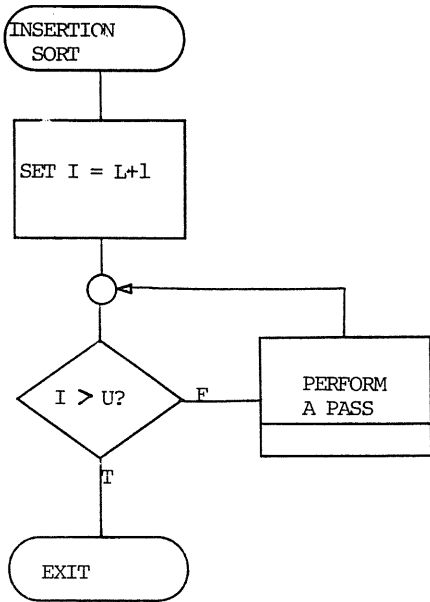 INSERTION
SORT
SET I = L+1
I > U?
F
PERFORM
A PASS
T
EXIT